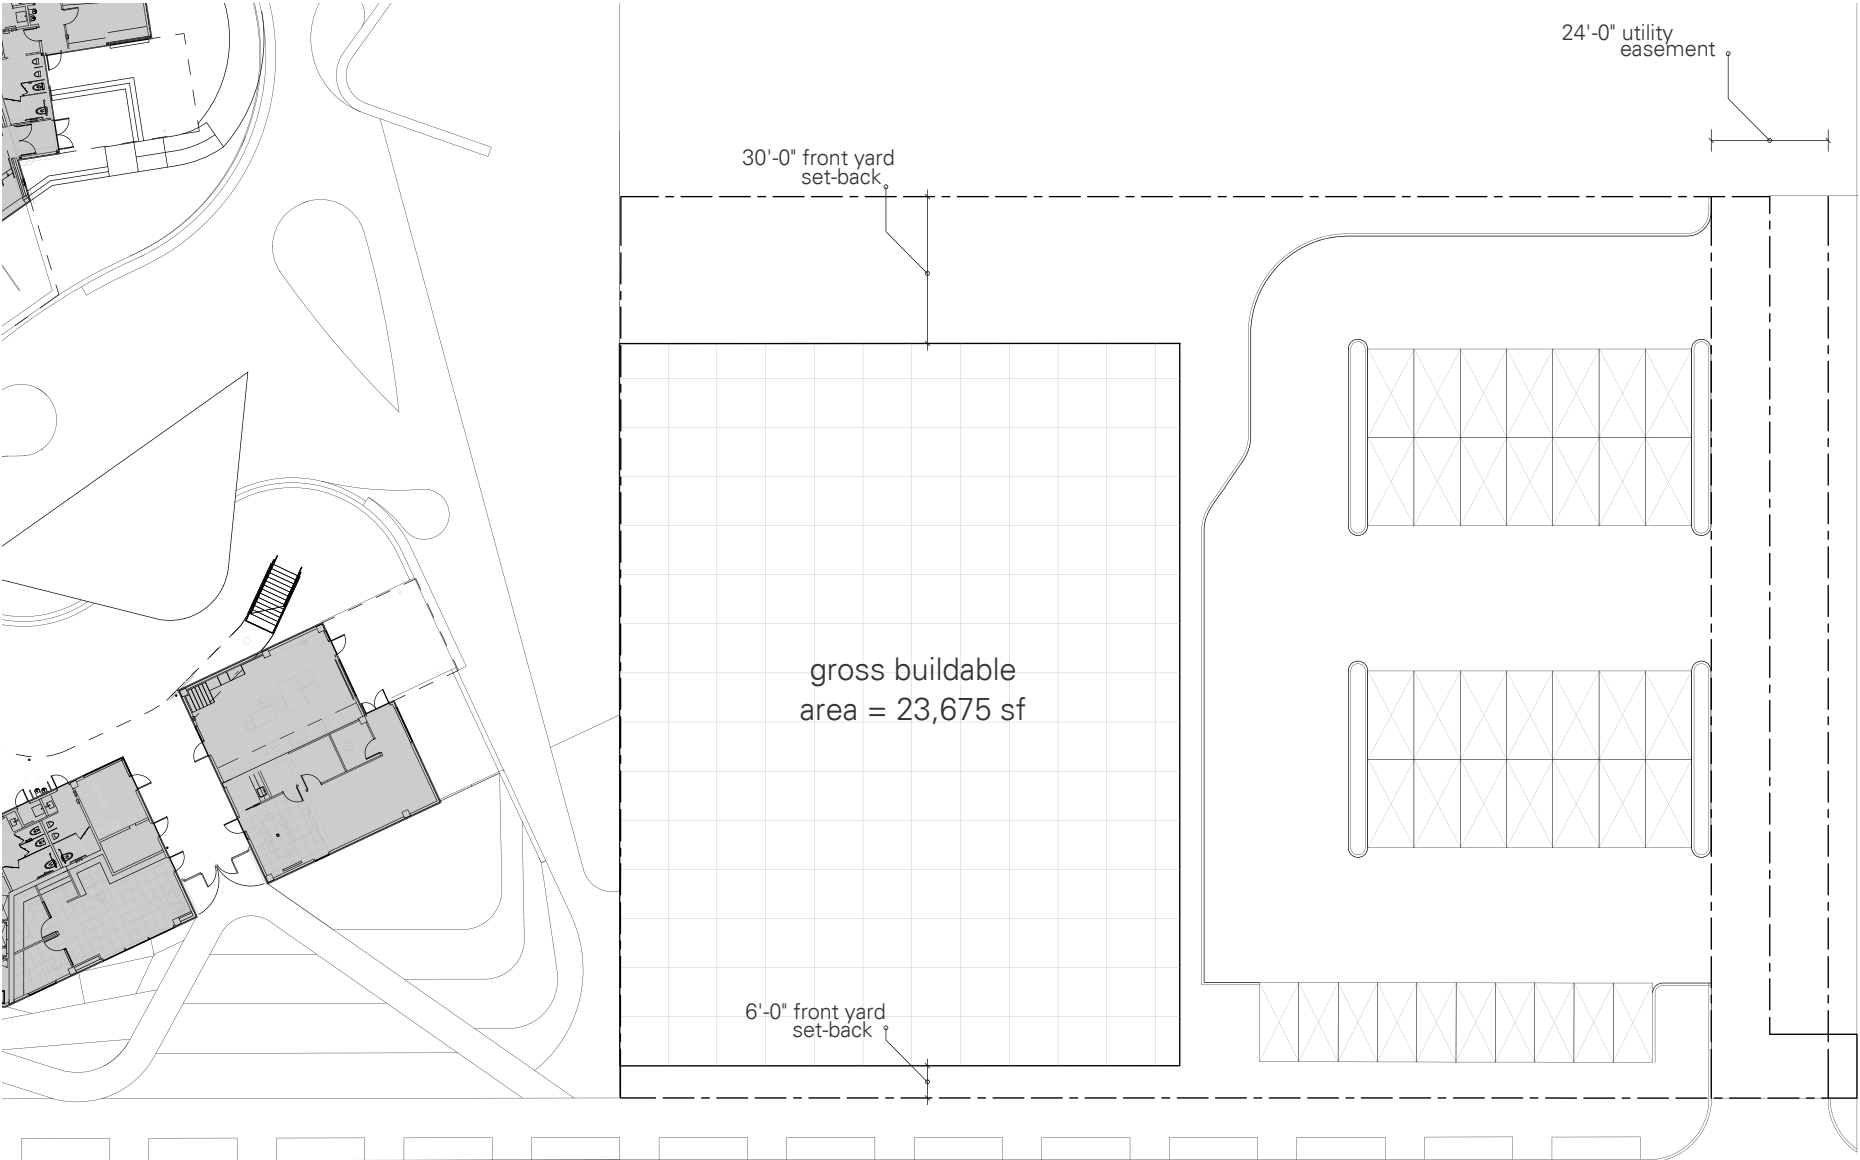 24'-0" utility
easement
30'-0" front yard
set-back
gross buildable
area = 23,675 sf
6'-0" front yard
set-back